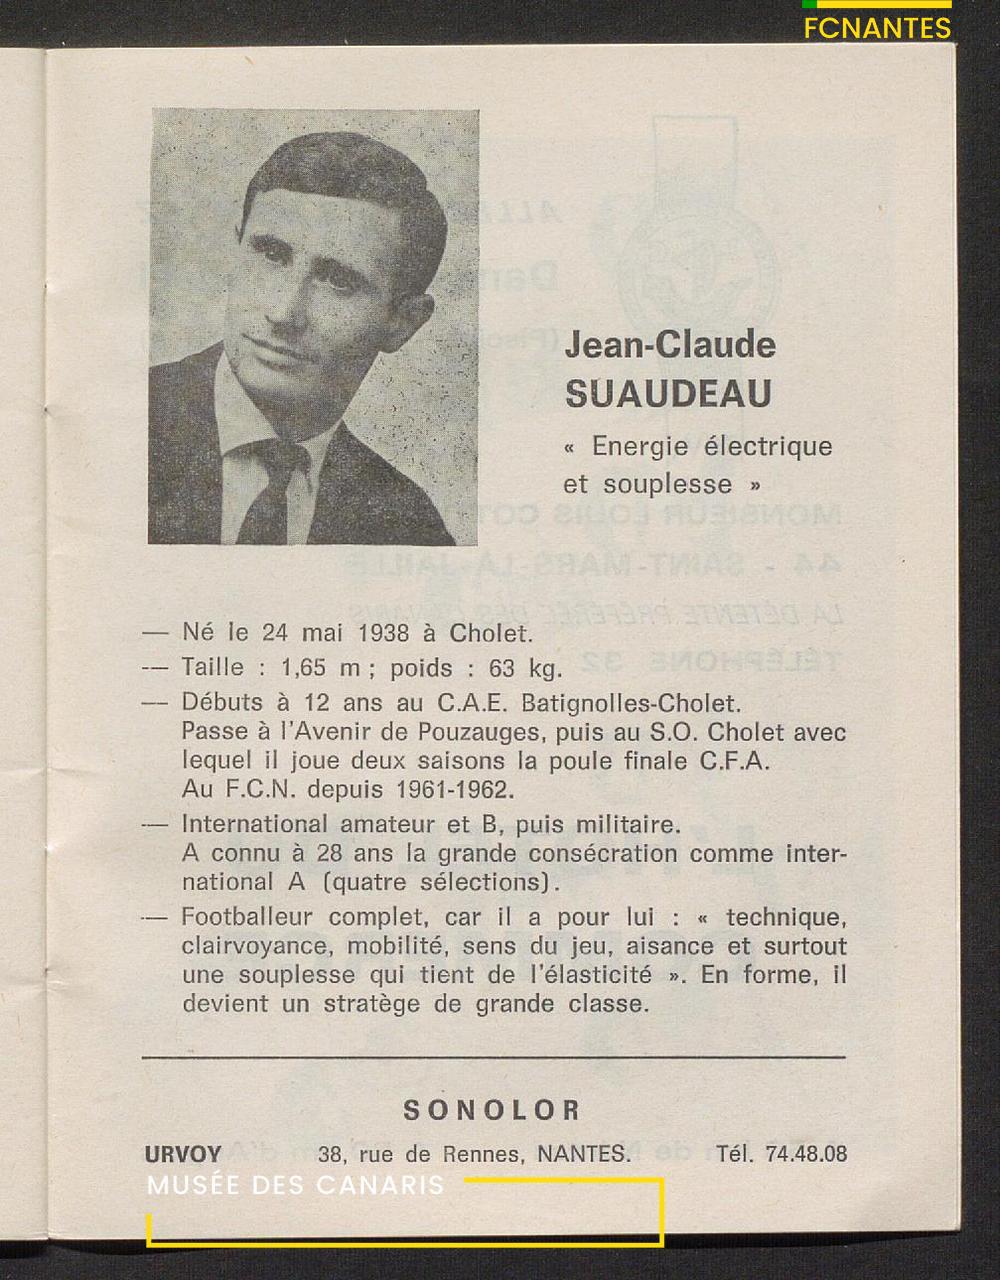 FCNANTES
Jean-Claude
SUAUDEAU
« Energie électrique
et souplesse »
— Né le 24 mai 1938 à Cholet.
— Taille : 1,65 m ; poids : 63 kg.
— Débuts à 12 ans au C.A.E. Batignolles-Cholet.
Passe à l'Avenir de Pouzauges, puis au S.O. Cholet avec
lequel il joue deux saisons la poule finale C.F.A.
Au F.C.N. depuis 1961-1962.
— International amateur et B, puis militaire.
A connu à 28 ans la grande consécration comme inter-
national A (quatre sélections).
— Footballeur complet, car il a pour lui : « technique,
clairvoyance, mobilité, sens du jeu, aisance et surtout
une souplesse qui tient de l'élasticité ». En forme, il
devient un stratège de grande classe.
SONOLOR
URVOY 38, rue de Rennes, NANTES. Tél. 74.48.08
MUSÉE DES CANARIS